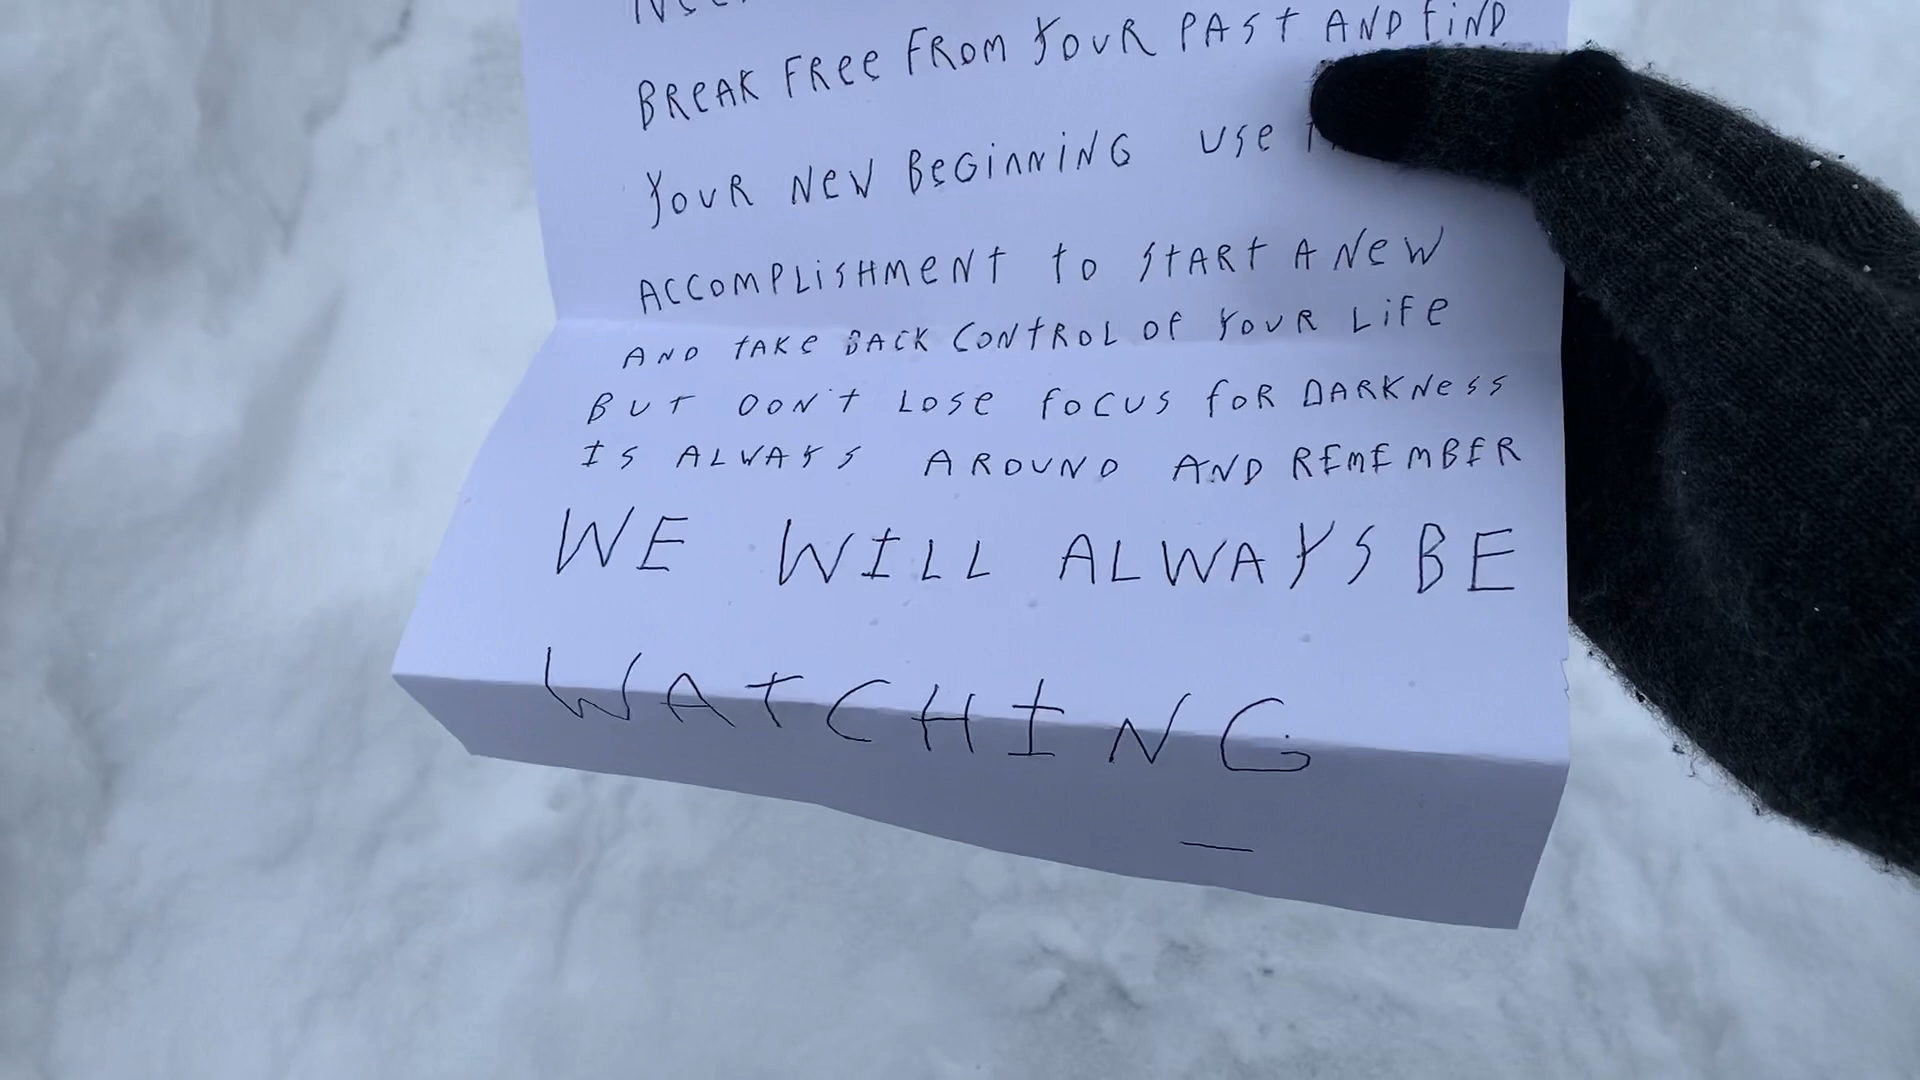 BREAK FREE FROM YOUR PAST AND FIND
YOUR NEW BEGINNING USE
ACCOMPLISHMENT TO START A NEW
AND TAKE BACK CONTROL OF YOUR LIFE
BUT DON'T LOSE FOCUS FOR DARKNESS
IS ALWAYS AROUND AND REMEMBER
WE WILL ALWAYS BE
WATCHING